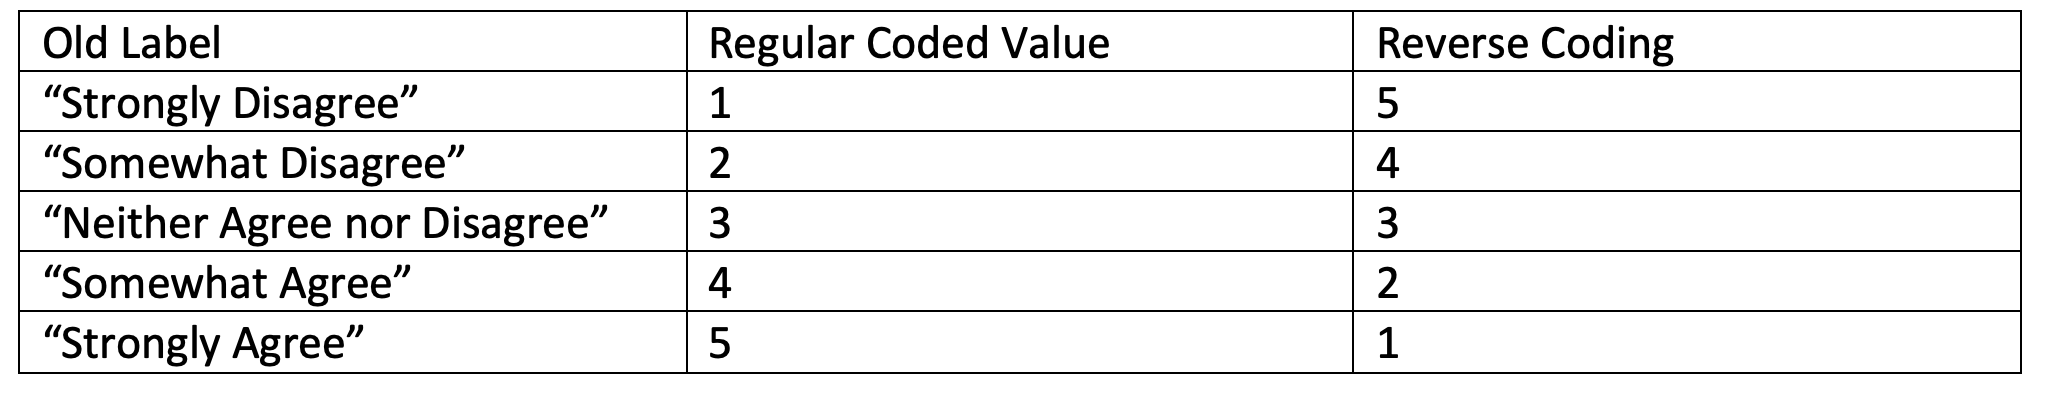 Old Label Regular Coded Value Reverse Coding
“Strongly Disagree” 1 5
“Somewhat Disagree” 2 4
“Neither Agree nor Disagree” 3 3
“Somewhat Agree” 4 2
“Strongly Agree” 5 1